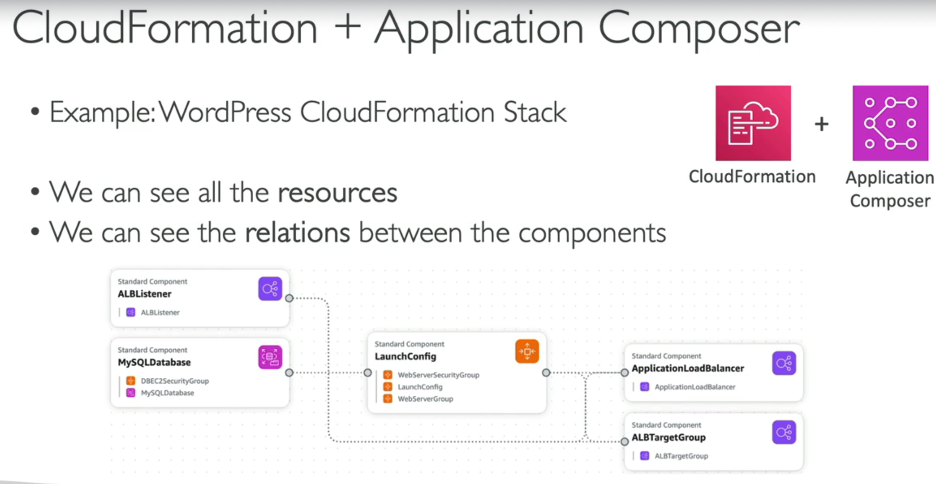 CloudFormation + Application Composer
• Example: WordPress CloudFormation Stack
• We can see all the resources
• We can see the relations between the components
+
CloudFormation
Application
Composer
Standard Component
ALBListener
ALBListener
Standard Component
MySQLDatabase
DBEC2SecurityGroup
MySQLDatabase
Standard Component
LaunchConfig
WebServerSecurityGroup
LaunchConfig
WebServerGroup
Standard Component
ApplicationLoadBalancer
ApplicationLoadBalancer
Standard Component
ALBTargetGroup
ALBTargetGroup